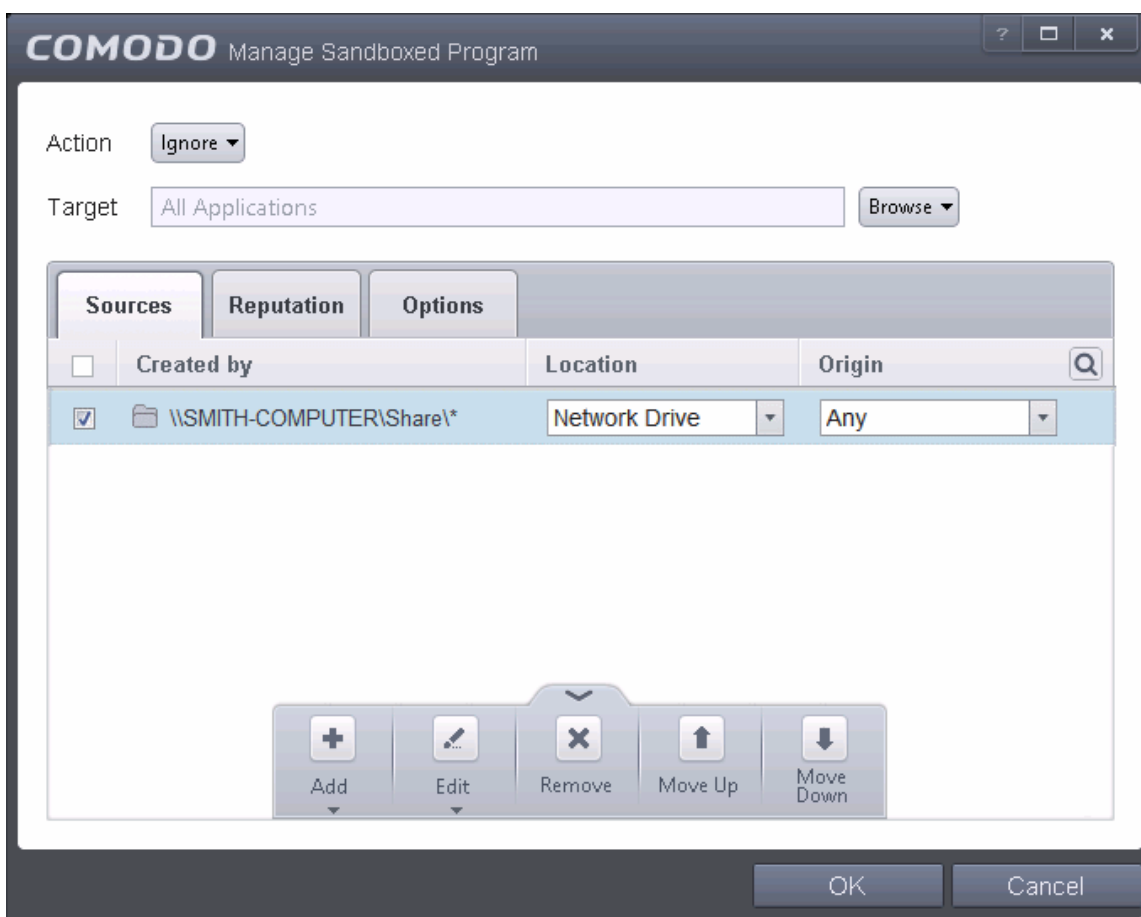 COMODO Manage Sandboxed Program
?
Action Ignore
Target All Applications Browse
Sources Reputation Options
Created by Location Origin
\\SMITH-COMPUTER\Share\* Network Drive Any
Add Edit Remove Move Up Move Down
OK Cancel